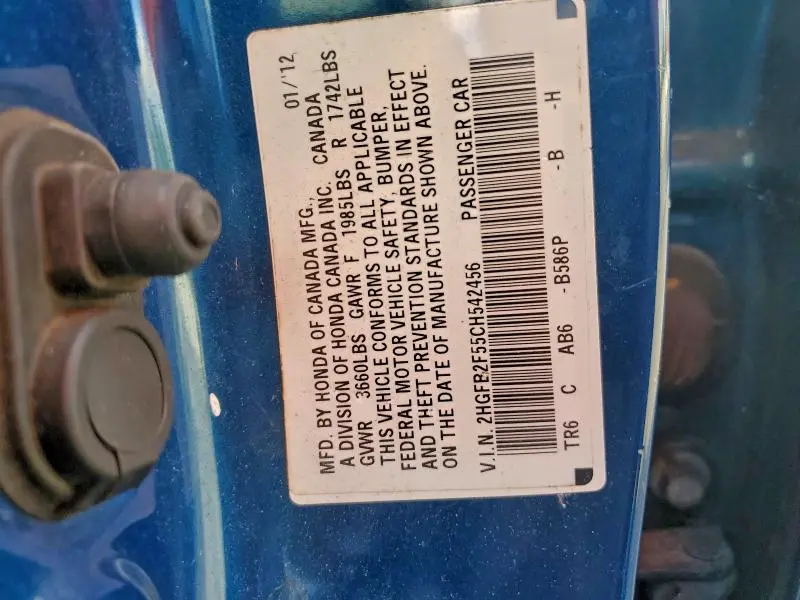 MFD. BY HONDA OF CANADA MFG., 01/'12
A DIVISION OF HONDA CANADA INC. CANADA
GVWR 3660LBS GAWR F 1985LBS R 1742LBS
THIS VEHICLE CONFORMS TO ALL APPLICABLE
FEDERAL MOTOR VEHICLE SAFETY, BUMPER,
AND THEFT PREVENTION STANDARDS IN EFFECT
ON THE DATE OF MANUFACTURE SHOWN ABOVE.
V.I.N. 2HGFB2F55CH542456 PASSENGER CAR
TR6 C AB6 -B586P -B -H